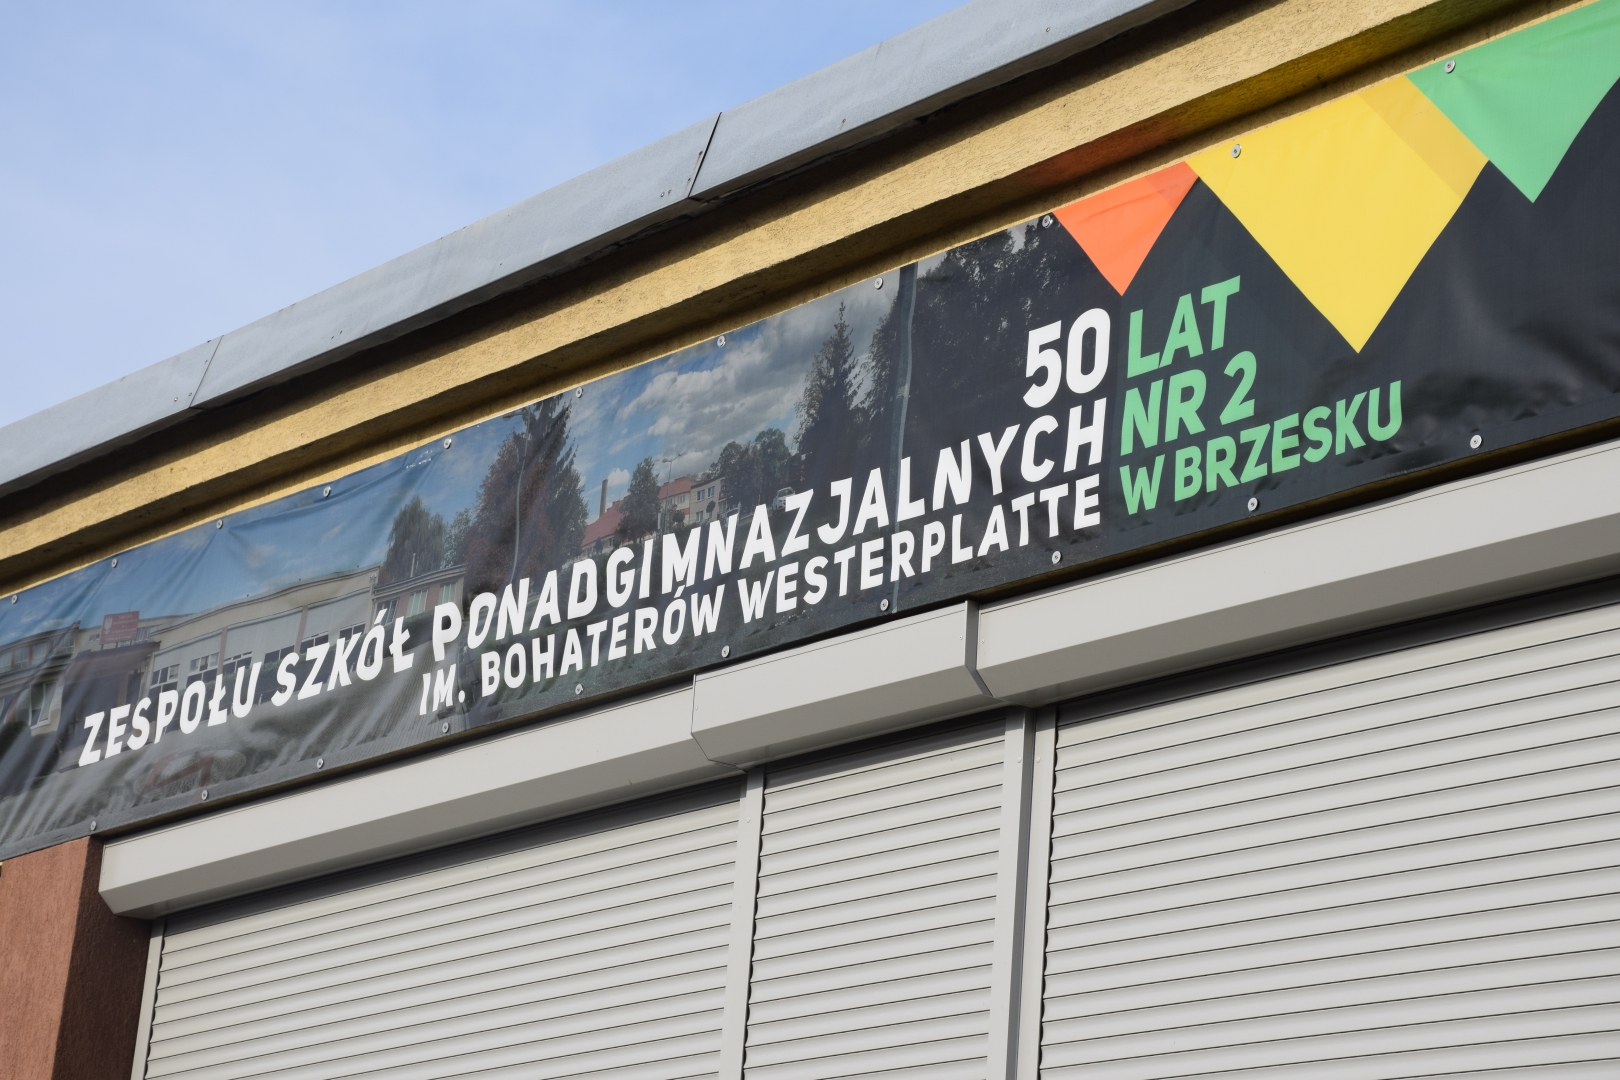 50 LAT
ZESPOŁU SZKÓŁ PONADGIMNAZJALNYCH NR 2
IM. BOHATERÓW WESTERPLATTE W BRZESKU